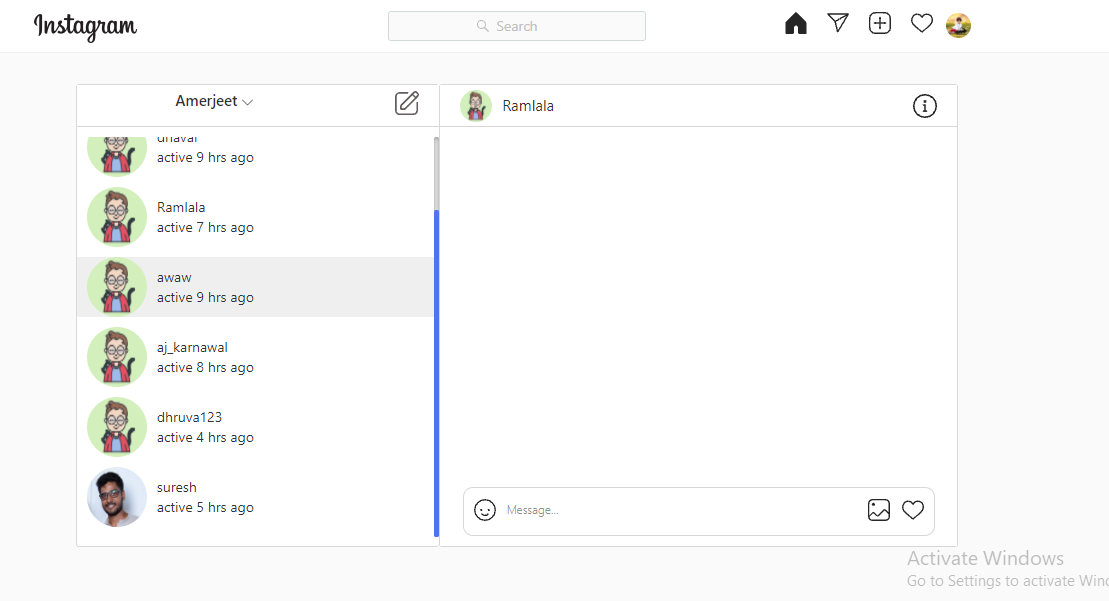 Instagram
Search
Amerjeet
Ramlala
dhaval
active 9 hrs ago
Ramlala
active 7 hrs ago
awaw
active 9 hrs ago
aj_karnawal
active 8 hrs ago
dhruva123
active 4 hrs ago
suresh
active 5 hrs ago
Message...
Activate Windows
Go to Settings to activate Win